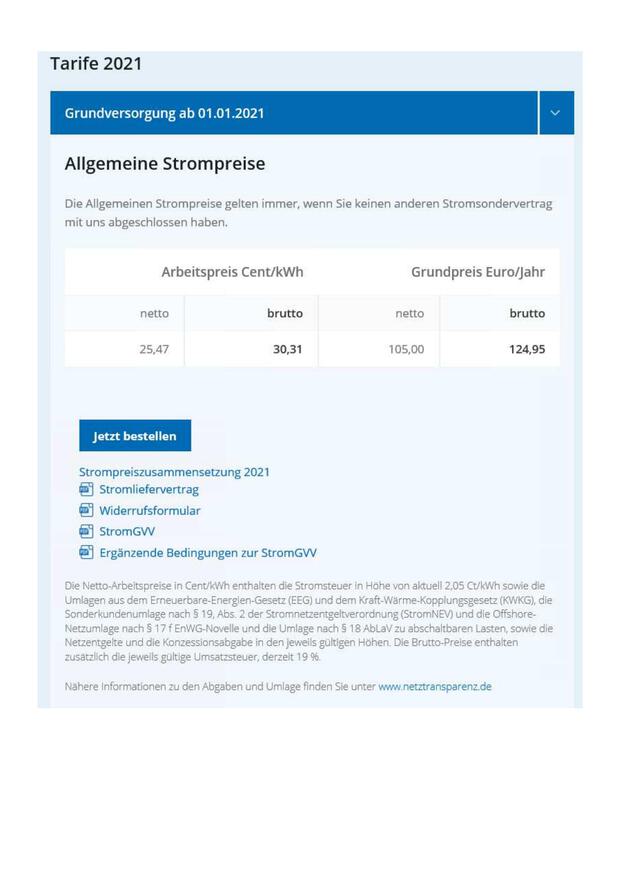 Tarife 2021
Grundversorgung ab 01.01.2021
Allgemeine Strompreise
Die Allgemeinen Strompreise gelten immer, wenn Sie keinen anderen Stromsondervertrag
mit uns abgeschlossen haben.
Arbeitspreis Cent/kWh Grundpreis Euro/Jahr
netto brutto netto brutto
25,47 30,31 105,00 124,95
Jetzt bestellen
Strompreiszusammensetzung 2021
Stromliefervertrag
Widerrufsformular
StromGVV
Ergänzende Bedingungen zur StromGVV
Die Netto-Arbeitspreise in Cent/kWh enthalten die Stromsteuer in Höhe von aktuell 2,05 Ct/kWh sowie die
Umlagen aus dem Erneuerbare-Energien-Gesetz (EEG) und dem Kraft-Wärme-Kopplungsgesetz (KWKG), die
Sonderkundenumlage nach § 19, Abs. 2 der Stromnetzentgeltverordnung (StromNEV) und die Offshore-
Netzumlage nach § 17 f EnWG-Novelle und die Umlage nach § 18 AbLaV zu abschaltbaren Lasten, sowie die
Netzentgelte und die Konzessionsabgabe in den jeweils gültigen Höhen. Die Brutto-Preise enthalten
zusätzlich die jeweils gültige Umsatzsteuer, derzeit 19 %.
Nähere Informationen zu den Abgaben und Umlage finden Sie unter www.netztransparenz.de